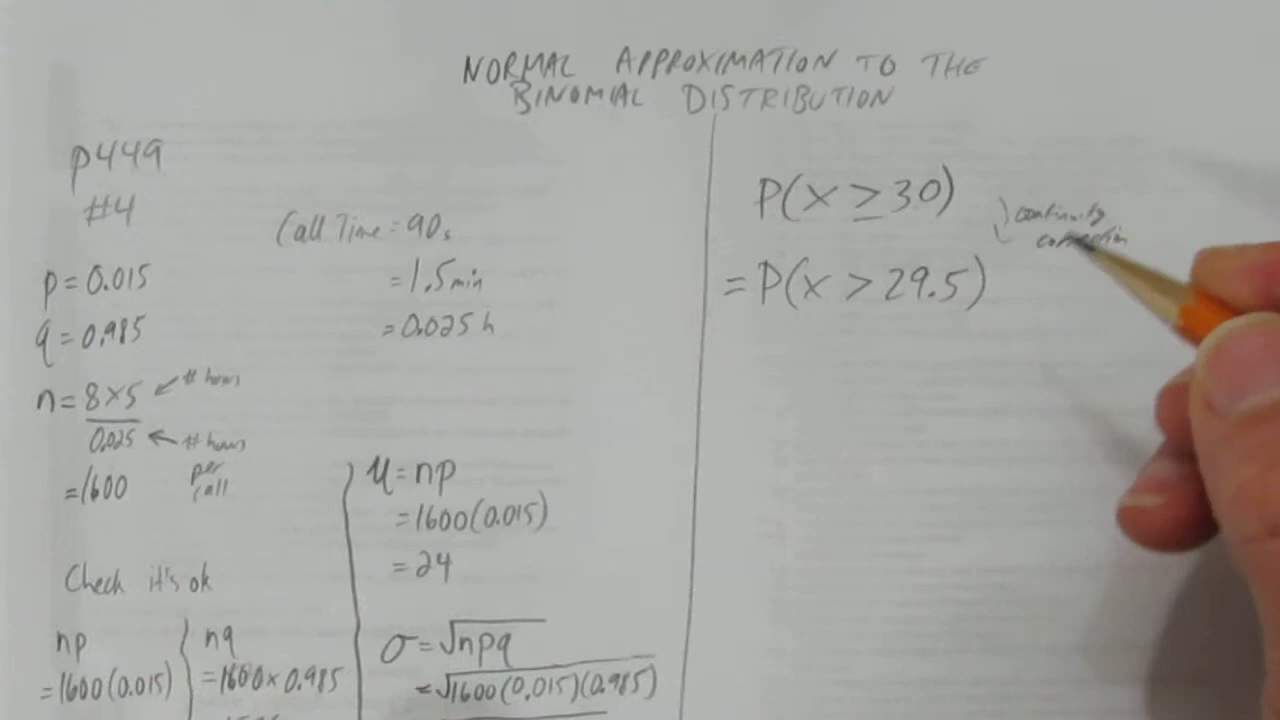 NORMAL APPROXIMATION TO THE
BINOMIAL DISTRIBUTION
p449
#4
Call Time = 90s
= 1.5 min
= 0.025 h
p = 0.015
q = 0.985
n = 8×5 ← # hours
0.025 ← # hours
per
call
= 1600
Check it's ok
np
= 1600(0.015)
nq
= 1600 × 0.985
μ = np
= 1600(0.015)
= 24
σ = √npq
= √1600(0.015)(0.985)
P(X ≥ 30)
= P(X > 29.5)
continuity
correction